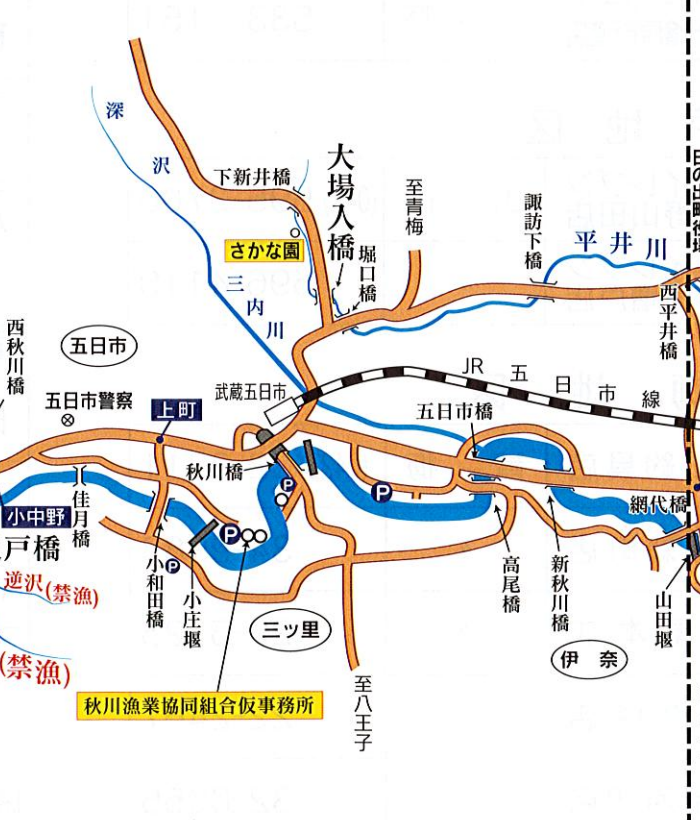 深沢
下新井橋
さかな園
大場入橋
堀口橋
至青梅
諏訪下橋
平井川
西平井橋
三内川
西秋川橋
五日市
五日市警察
上町
武蔵五日市
JR五日市線
五日市橋
秋川橋
P
P
P
P
小中野
佳月橋
戸橋
小和田橋
小庄堰
高尾橋
新秋川橋
網代橋
山田堰
逆沢(禁漁)
(禁漁)
三ッ里
伊奈
秋川漁業協同組合仮事務所
至八王子